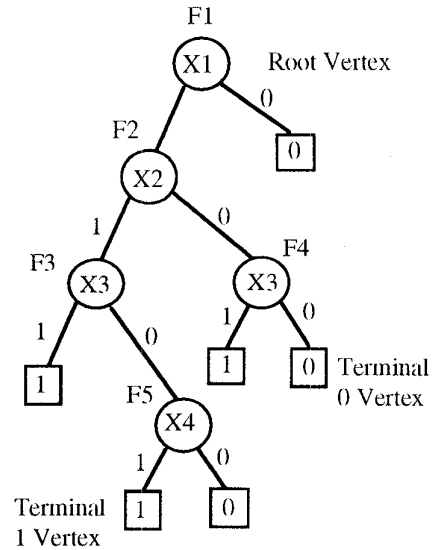 F1
X1
Root Vertex
0
F2
0
X2
1
0
F3
F4
X3
X3
1
0
1
0
1
1
0
Terminal
0 Vertex
F5
X4
1
0
Terminal
1 Vertex
1
0